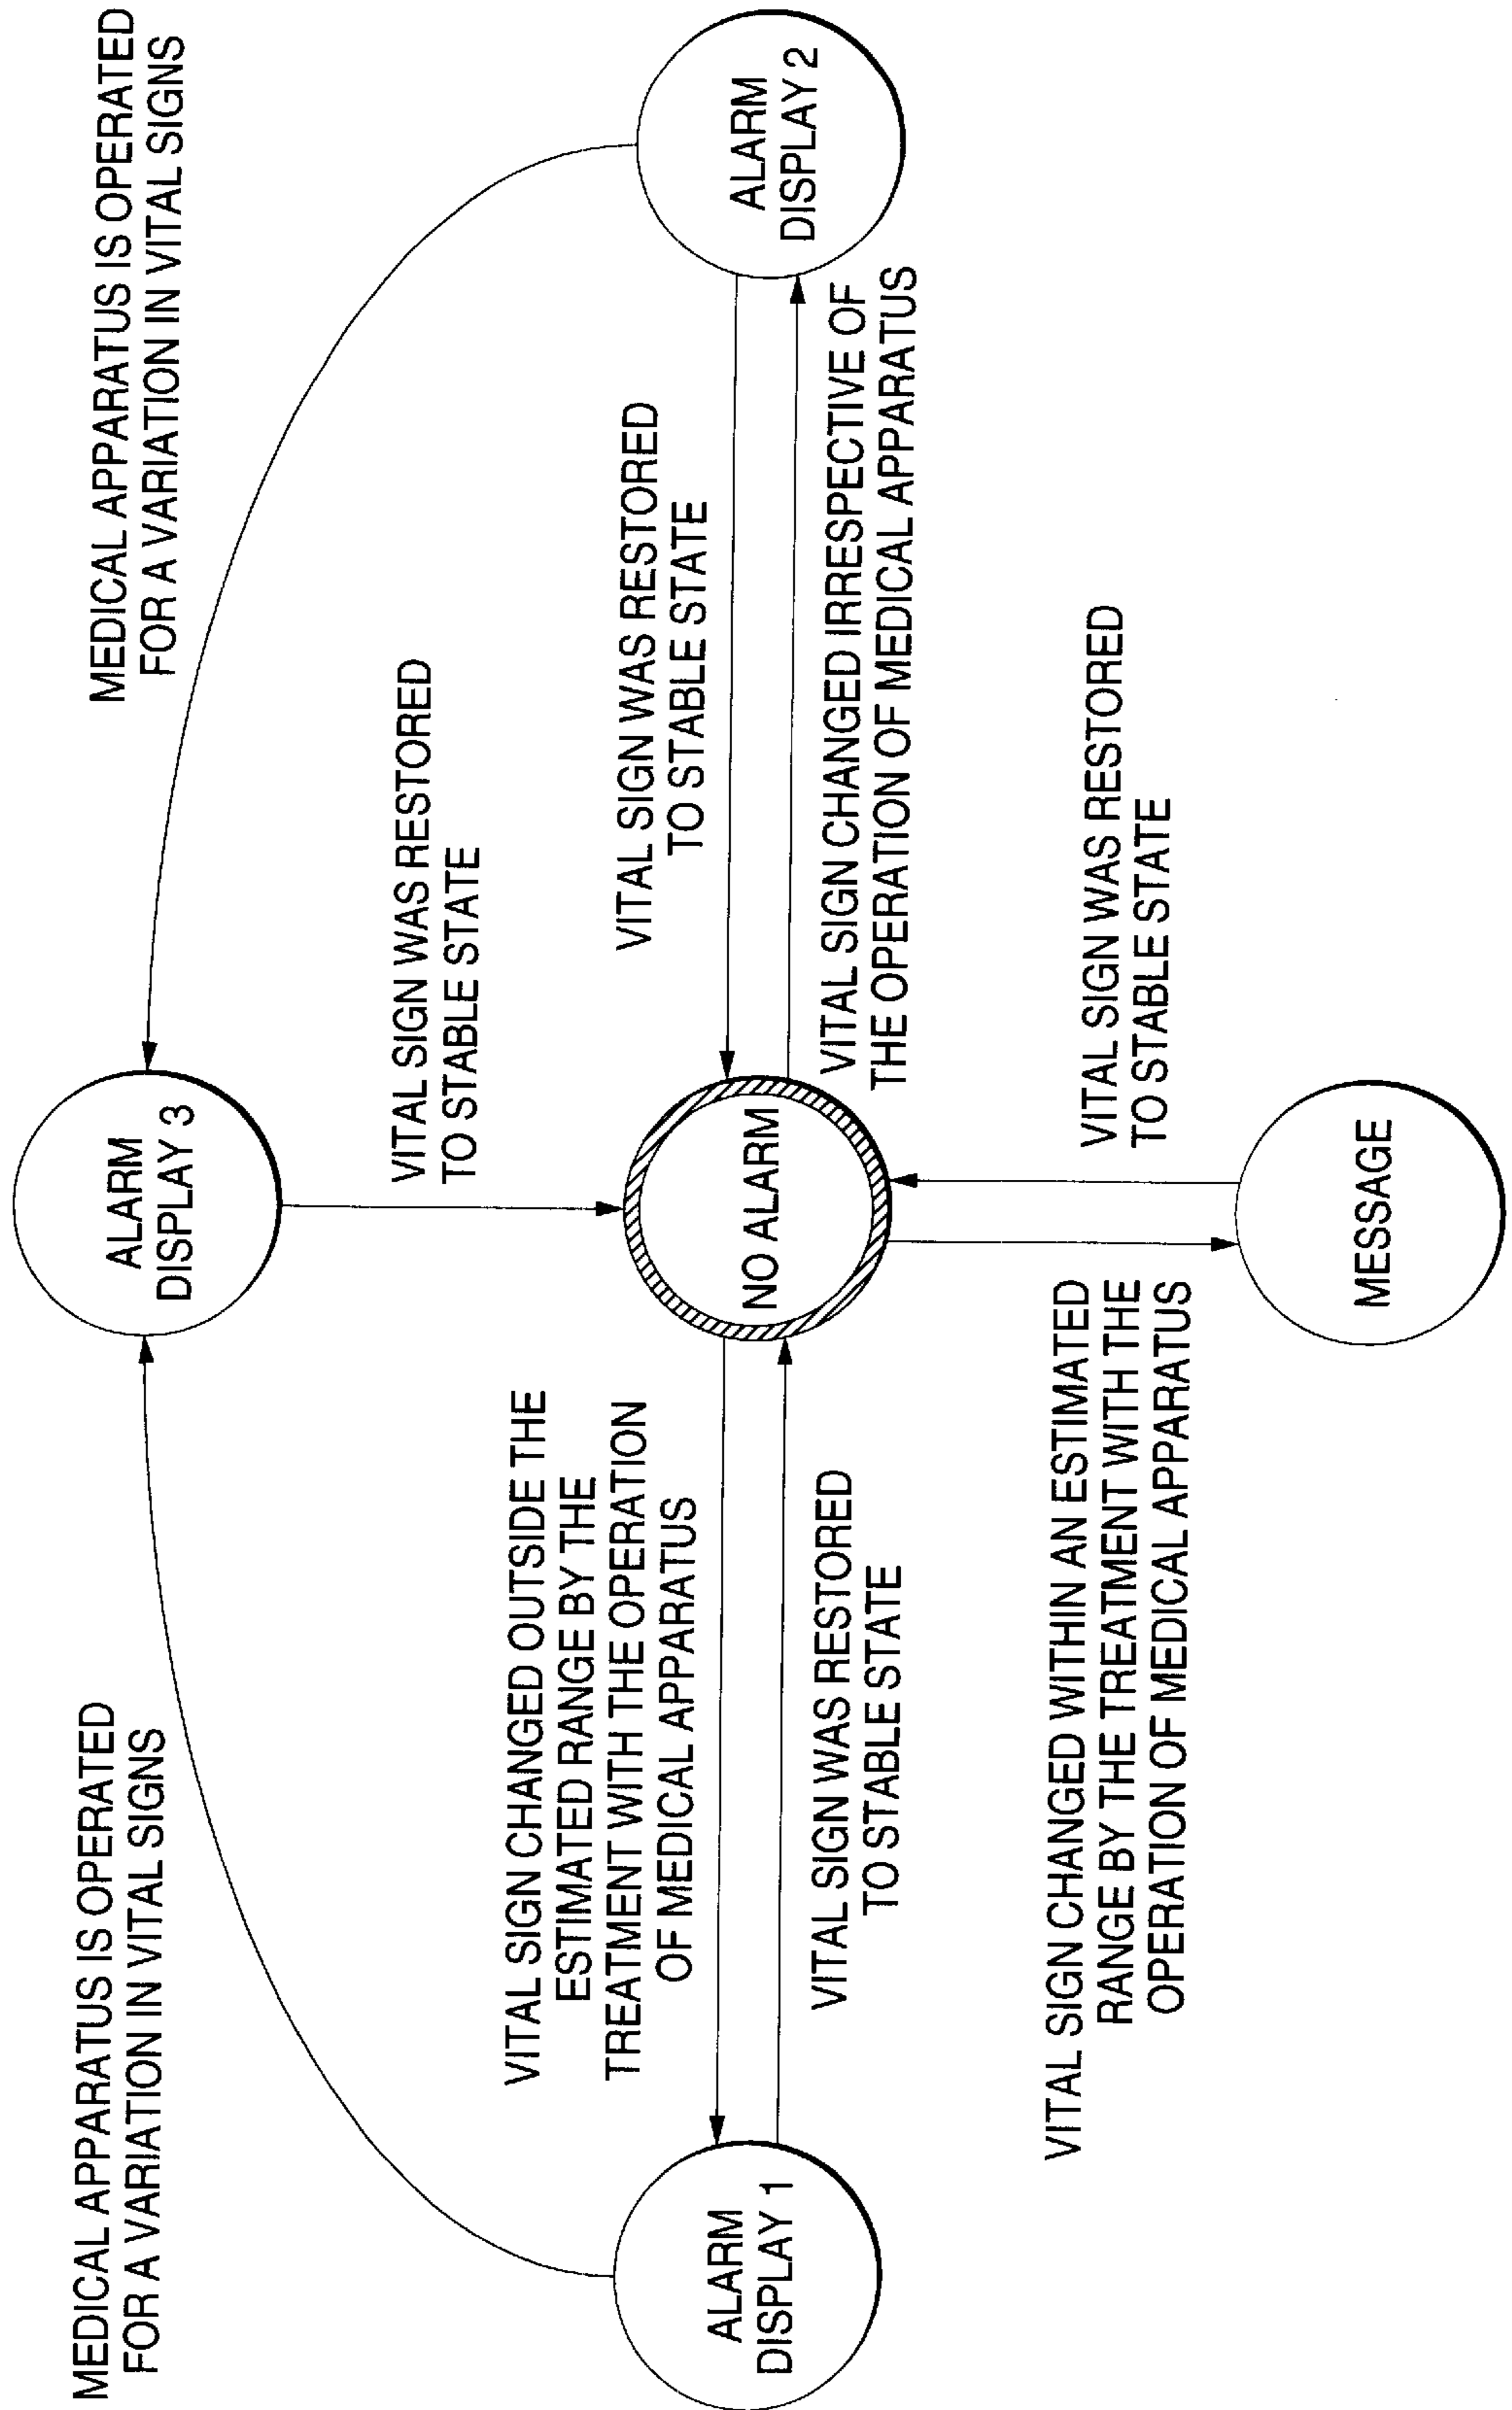 MEDICAL APPARATUS IS OPERATED
FOR A VARIATION IN VITAL SIGNS
ALARM
DISPLAY 3
MEDICAL APPARATUS IS OPERATED
FOR A VARIATION IN VITAL SIGNS
VITAL SIGN WAS RESTORED
TO STABLE STATE
VITAL SIGN CHANGED OUTSIDE THE
ESTIMATED RANGE BY THE
TREATMENT WITH THE OPERATION
OF MEDICAL APPARATUS
VITAL SIGN WAS RESTORED
TO STABLE STATE
ALARM
DISPLAY 1
NO ALARM
ALARM
DISPLAY 2
VITAL SIGN WAS RESTORED
TO STABLE STATE
VITAL SIGN CHANGED IRRESPECTIVE OF
THE OPERATION OF MEDICAL APPARATUS
VITAL SIGN CHANGED WITHIN AN ESTIMATED
RANGE BY THE TREATMENT WITH THE
OPERATION OF MEDICAL APPARATUS
VITAL SIGN WAS RESTORED
TO STABLE STATE
MESSAGE